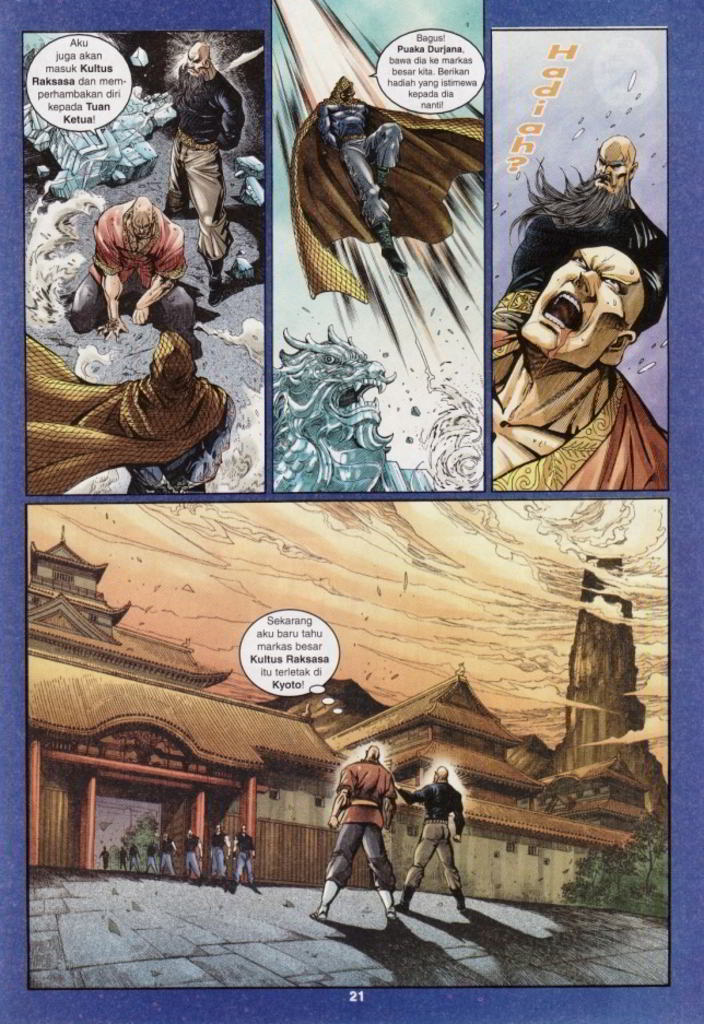 Aku
juga akan
masuk Kultus
Raksasa dan mem-
perhambakan diri
kepada Tuan
Ketua!
Bagus!
Puaka Durjana,
bawa dia ke markas
besar kita. Berikan
hadiah yang istimewa
kepada dia
nanti!
Hadiah?
Sekarang
aku baru tahu
markas besar
Kultus Raksasa
itu terletak di
Kyoto!
21